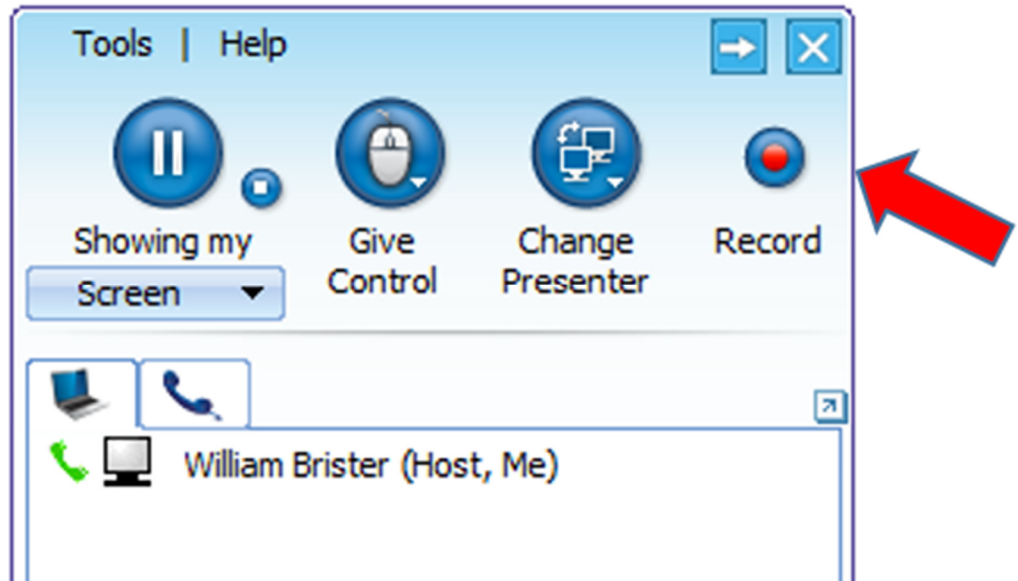 Tools | Help
Showing my
Screen
Give
Control
Change
Presenter
Record
William Brister (Host, Me)